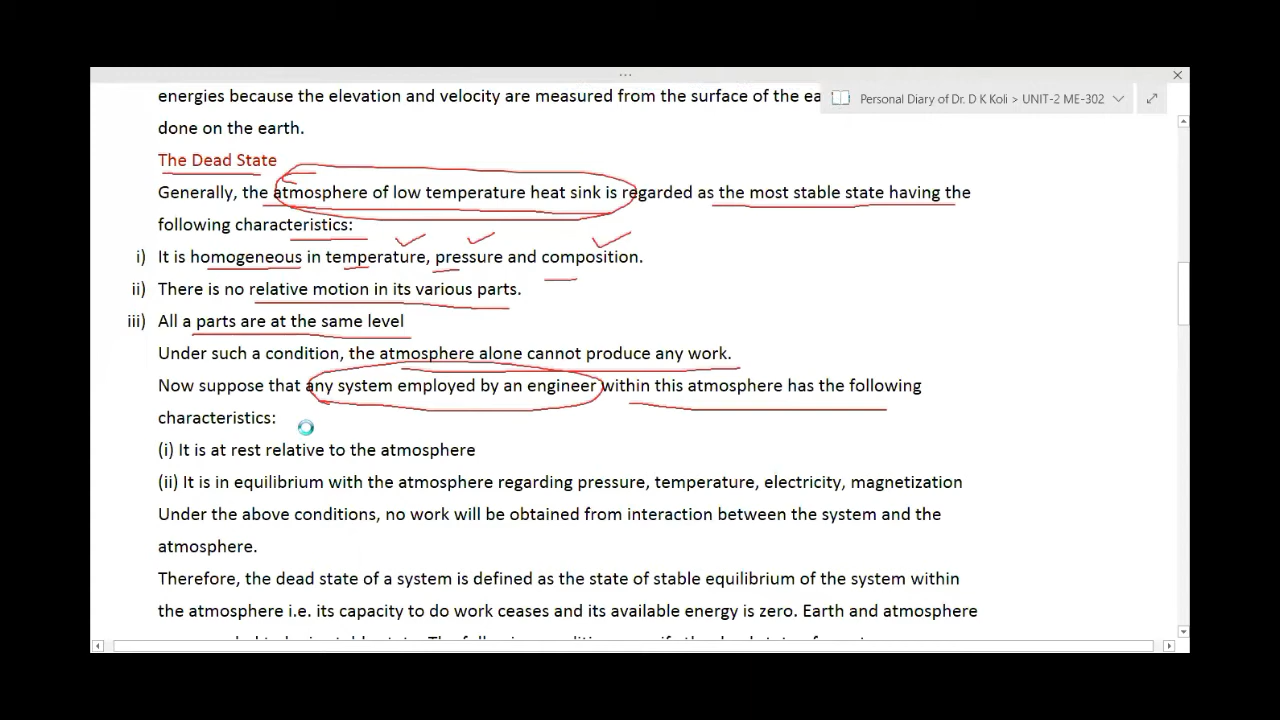 energies because the elevation and velocity are measured from the surface of the ea
Personal Diary of Dr. D K Koli > UNIT-2 ME-302
done on the earth.
The Dead State
Generally, the atmosphere of low temperature heat sink is regarded as the most stable state having the
following characteristics:
i) It is homogeneous in temperature, pressure and composition.
ii) There is no relative motion in its various parts.
iii) All a parts are at the same level
Under such a condition, the atmosphere alone cannot produce any work.
Now suppose that any system employed by an engineer within this atmosphere has the following
characteristics:
(i) It is at rest relative to the atmosphere
(ii) It is in equilibrium with the atmosphere regarding pressure, temperature, electricity, magnetization
Under the above conditions, no work will be obtained from interaction between the system and the
atmosphere.
Therefore, the dead state of a system is defined as the state of stable equilibrium of the system within
the atmosphere i.e. its capacity to do work ceases and its available energy is zero. Earth and atmosphere